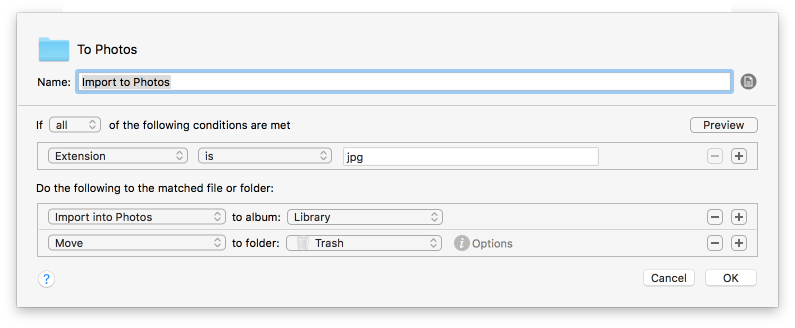 To Photos
Name: Import to Photos
If all of the following conditions are met Preview
Extension is jpg
Do the following to the matched file or folder:
Import into Photos to album: Library
Move to folder: Trash i Options
? Cancel OK